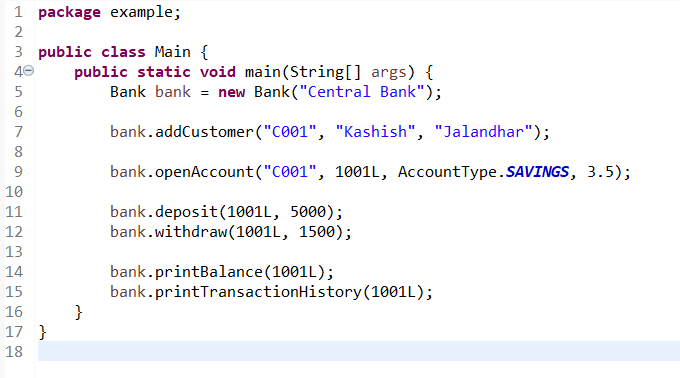 1 package example;
2
3 public class Main {
4 public static void main(String[] args) {
5 Bank bank = new Bank("Central Bank");
6
7 bank.addCustomer("C001", "Kashish", "Jalandhar");
8
9 bank.openAccount("C001", 1001L, AccountType.SAVINGS, 3.5);
10
11 bank.deposit(1001L, 5000);
12 bank.withdraw(1001L, 1500);
13
14 bank.printBalance(1001L);
15 bank.printTransactionHistory(1001L);
16 }
17 }
18